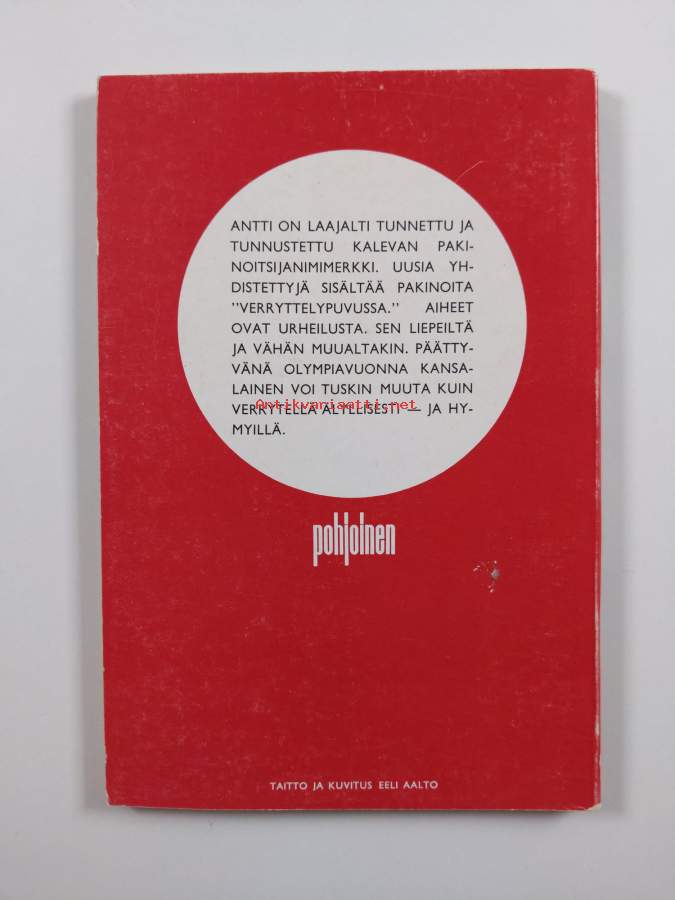 ANTTI ON LAAJALTI TUNNETTU JA
TUNNUSTETTU KALEVAN PAKI-
NOITSIJANIMIMERKKI. UUSIA YH-
DISTETTYJÄ SISÄLTÄÄ PAKINOITA
"VERRYTTELYPUVUSSA." AIHEET
OVAT URHEILUSTA. SEN LIEPEILTÄ
JA VÄHÄN MUUALTAKIN. PÄÄTTY-
VÄNÄ OLYMPIAVUONNA KANSA-
LAINEN VOI TUSKIN MUUTA KUIN
Antikvariaatti.net
VERRYTELLÄ ÄLYLLISESTI — JA HY-
MYILLÄ.
pohjoinen
TAITTO JA KUVITUS EELI AALTO